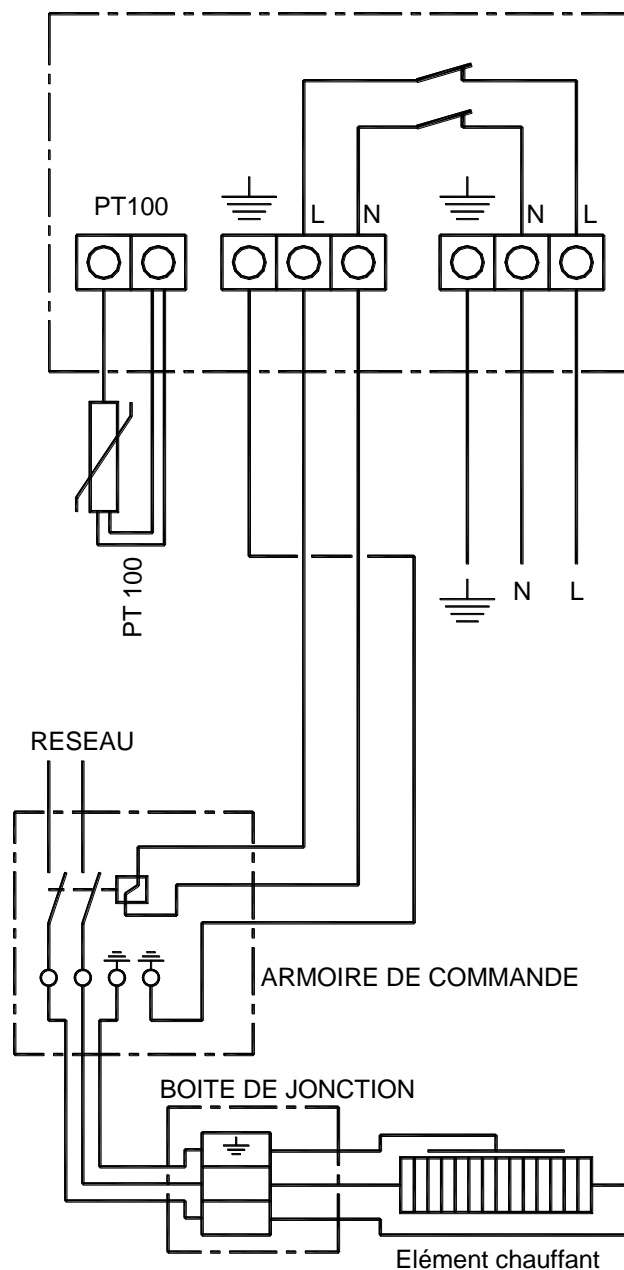 PT100
L N
N L
PT 100
N L
RESEAU
ARMOIRE DE COMMANDE
BOITE DE JONCTION
Elément chauffant